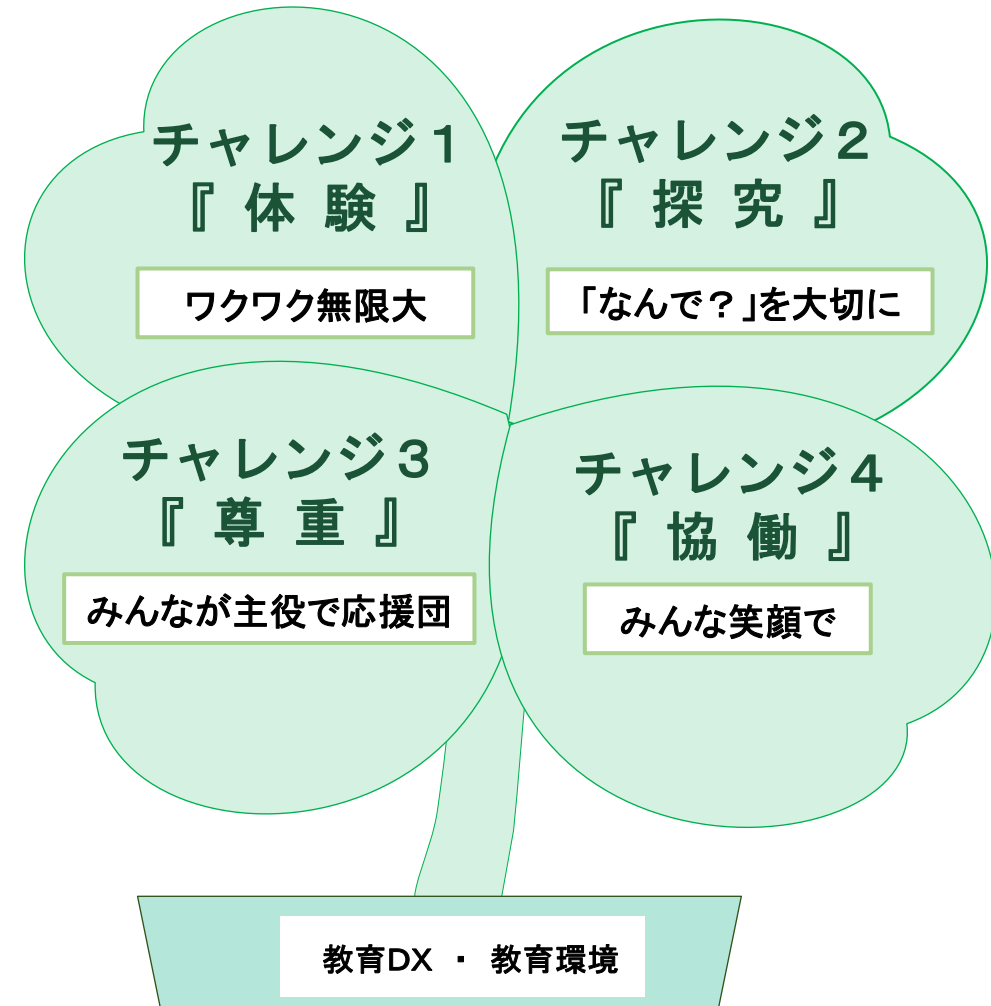 チャレンジ１
『 体 験 』
ワクワク無限大
チャレンジ２
『 探 究 』
「なんで？」を大切に
チャレンジ３
『 尊 重 』
みんなが主役で応援団
チャレンジ４
『 協 働 』
みんな笑顔で
教育DX ・ 教育環境